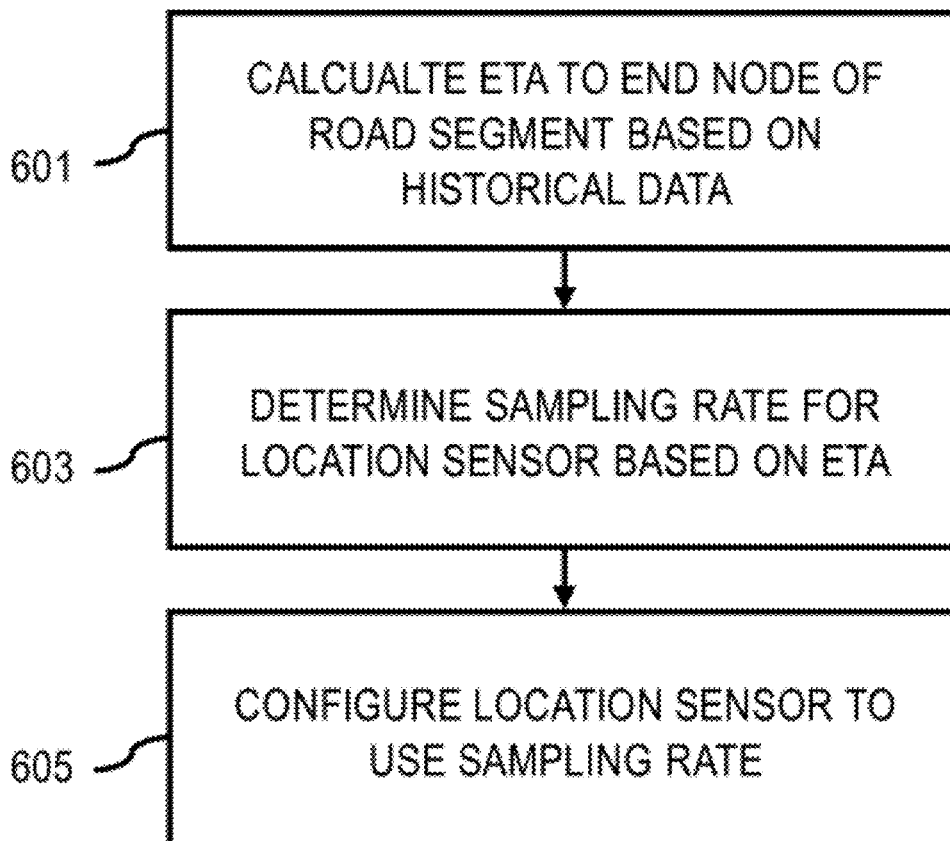 CALCUALTE ETA TO END NODE OF
ROAD SEGMENT BASED ON
HISTORICAL DATA
601
DETERMINE SAMPLING RATE FOR
LOCATION SENSOR BASED ON ETA
603
CONFIGURE LOCATION SENSOR TO
USE SAMPLING RATE
605